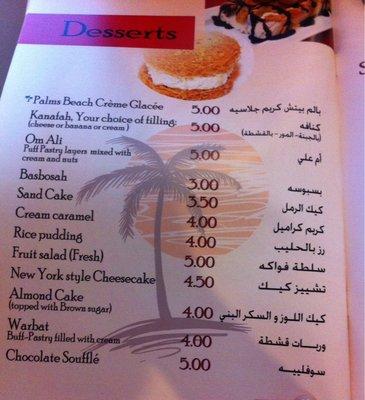 Desserts
Palms Beach Crème Glacée 5.00 بالم بيتش كريم جلاسيه
Kanafah, Your choice of filling: 5.00 كنافه
(cheese or banana or cream ) (بالجبنة- الموز - بالقشطة)
Om Ali 5.00 أم علي
Puff Pastry layers mixed with
cream and nuts
Basbosah 3.00 بسبوسه
Sand Cake 3.50 كيك الرمل
Cream caramel 4.00 كريم كراميل
Rice pudding 4.00 رز بالحليب
Fruit salad (Fresh) 5.00 سلطة فواكه
New York style Cheesecake 4.50 تشييز كيك
Almond Cake 4.00 كيك اللوز و السكر البني
(topped with Brown sugar)
Warbat 4.00 وربات قشطة
Buff-Pastry filled with cream
Chocolate Soufflé 5.00 سوفلييه